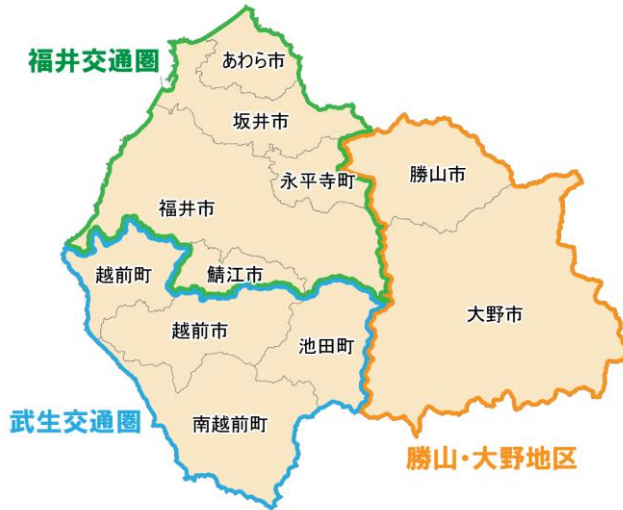 福井交通圏
あわら市
坂井市
永平寺町
勝山市
福井市
越前町
鯖江市
大野市
越前市
池田町
武生交通圏
南越前町
勝山・大野地区